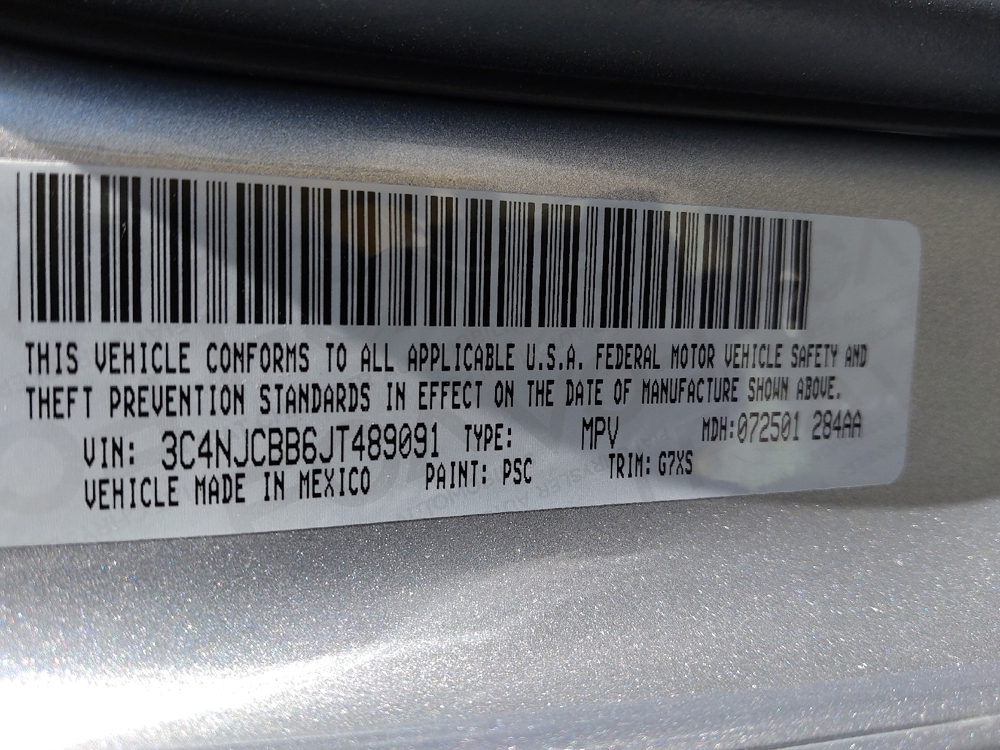 THIS VEHICLE CONFORMS TO ALL APPLICABLE U.S.A. FEDERAL MOTOR VEHICLE SAFETY AND
THEFT PREVENTION STANDARDS IN EFFECT ON THE DATE OF MANUFACTURE SHOWN ABOVE.
VIN: 3C4NJCBB6JT489091 TYPE: MPV MDH:072501 284AA
VEHICLE MADE IN MEXICO PAINT: PSC TRIM: G7XS